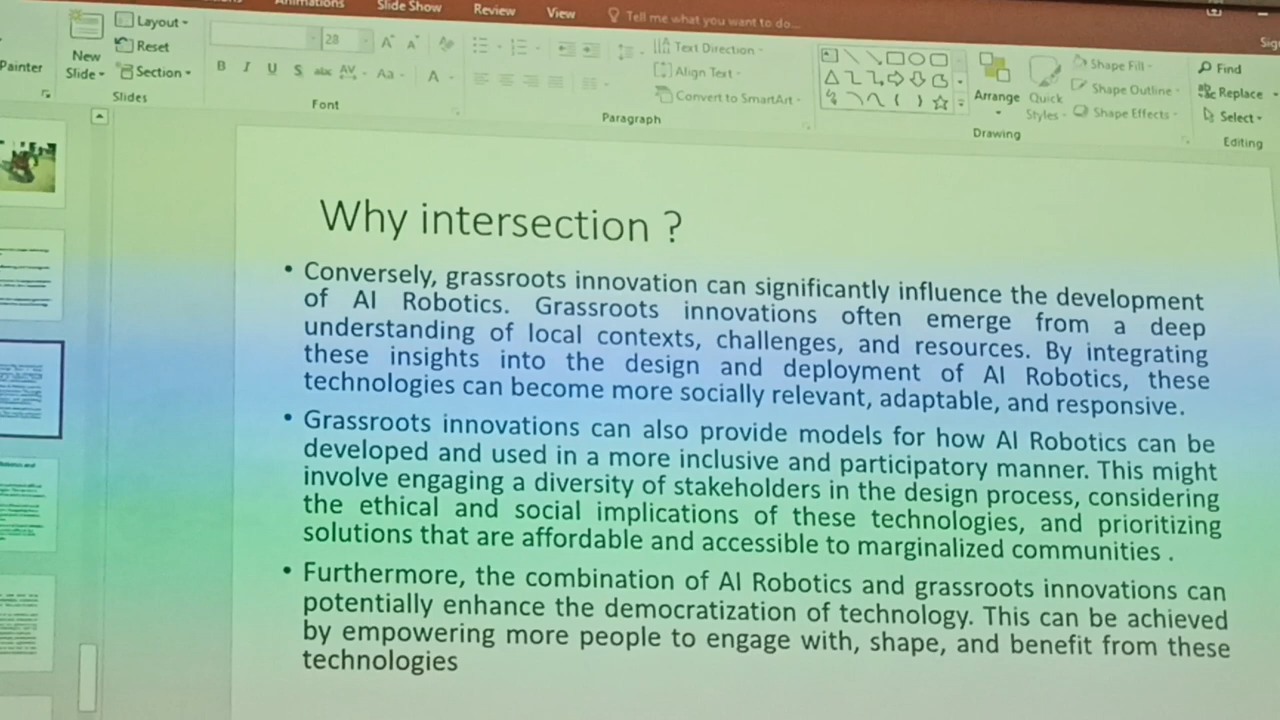 Animations Slide Show Review View Tell me what you want to do...
Painter
New
Slide
Layout
Reset
Section
Slides
28
A A
B I U S abc AV Aa A
Font
Text Direction
Align Text
Convert to SmartArt
Paragraph
Arrange
Quick
Styles
Shape Fill
Shape Outline
Shape Effects
Drawing
Find
Replace
Select
Editing
Why intersection ?
• Conversely, grassroots innovation can significantly influence the development
of AI Robotics. Grassroots innovations often emerge from a deep
understanding of local contexts, challenges, and resources. By integrating
these insights into the design and deployment of AI Robotics, these
technologies can become more socially relevant, adaptable, and responsive.
• Grassroots innovations can also provide models for how AI Robotics can be
developed and used in a more inclusive and participatory manner. This might
involve engaging a diversity of stakeholders in the design process, considering
the ethical and social implications of these technologies, and prioritizing
solutions that are affordable and accessible to marginalized communities .
• Furthermore, the combination of AI Robotics and grassroots innovations can
potentially enhance the democratization of technology. This can be achieved
by empowering more people to engage with, shape, and benefit from these
technologies